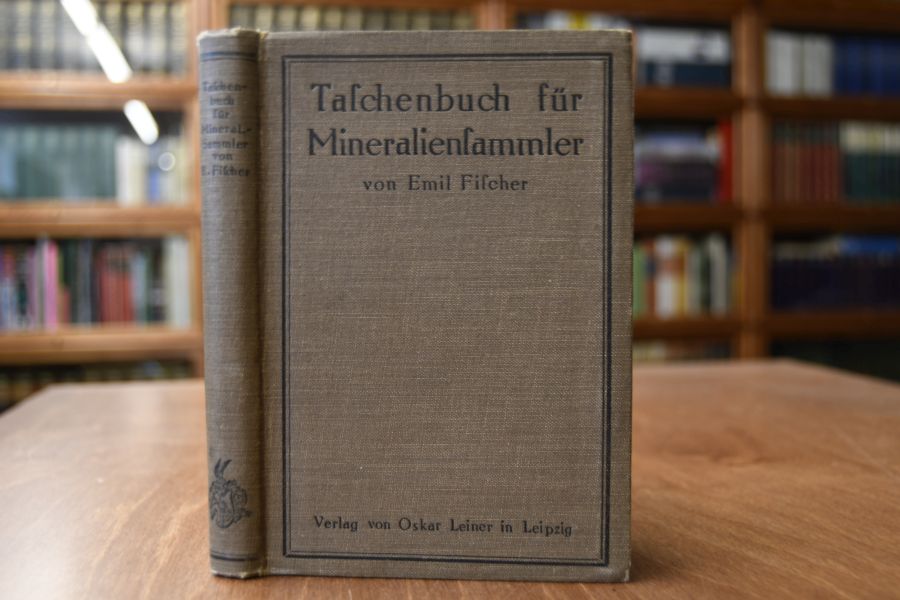 Taſchen-
buch
für
Mineral-
Sammler
von
E. Fiſcher
Taſchenbuch für
Mineralienſammler
von Emil Fiſcher
Verlag von Oskar Leiner in Leipzig